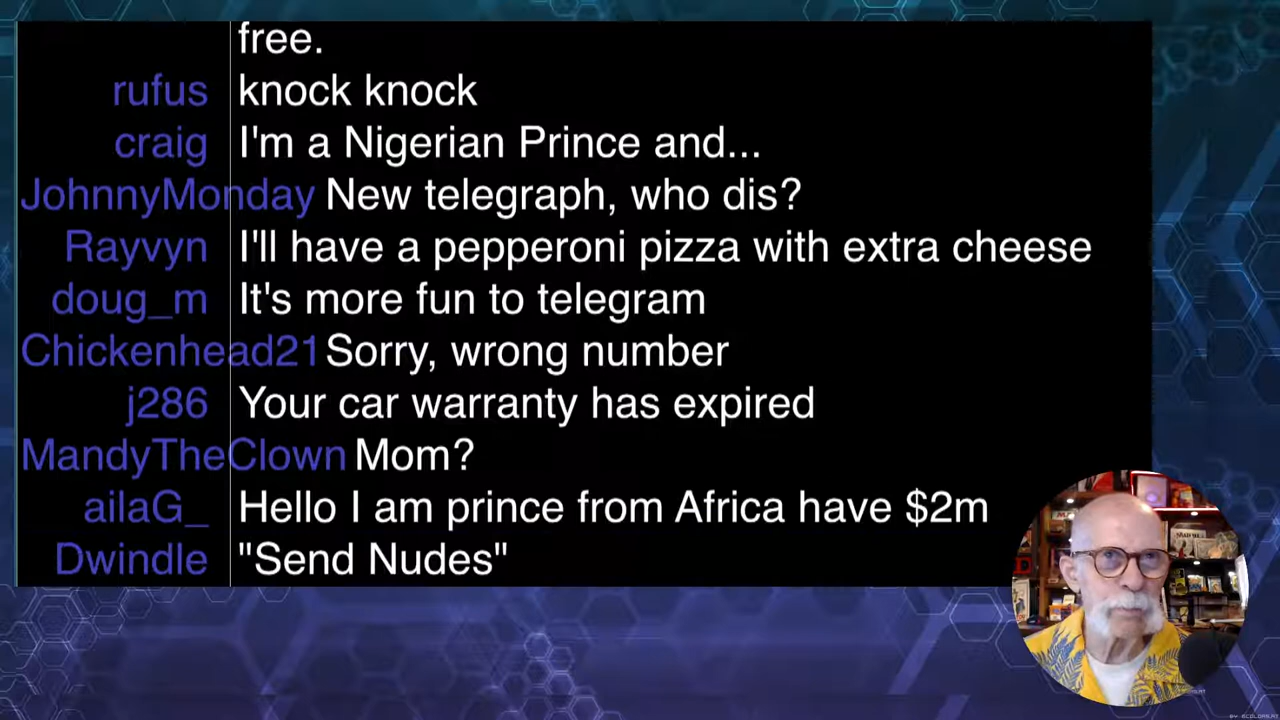 free.
rufus knock knock
craig I'm a Nigerian Prince and...
JohnnyMonday New telegraph, who dis?
Rayvyn I'll have a pepperoni pizza with extra cheese
doug_m It's more fun to telegram
Chickenhead21 Sorry, wrong number
j286 Your car warranty has expired
MandyTheClown Mom?
ailaG_ Hello I am prince from Africa have $2m
Dwindle "Send Nudes"